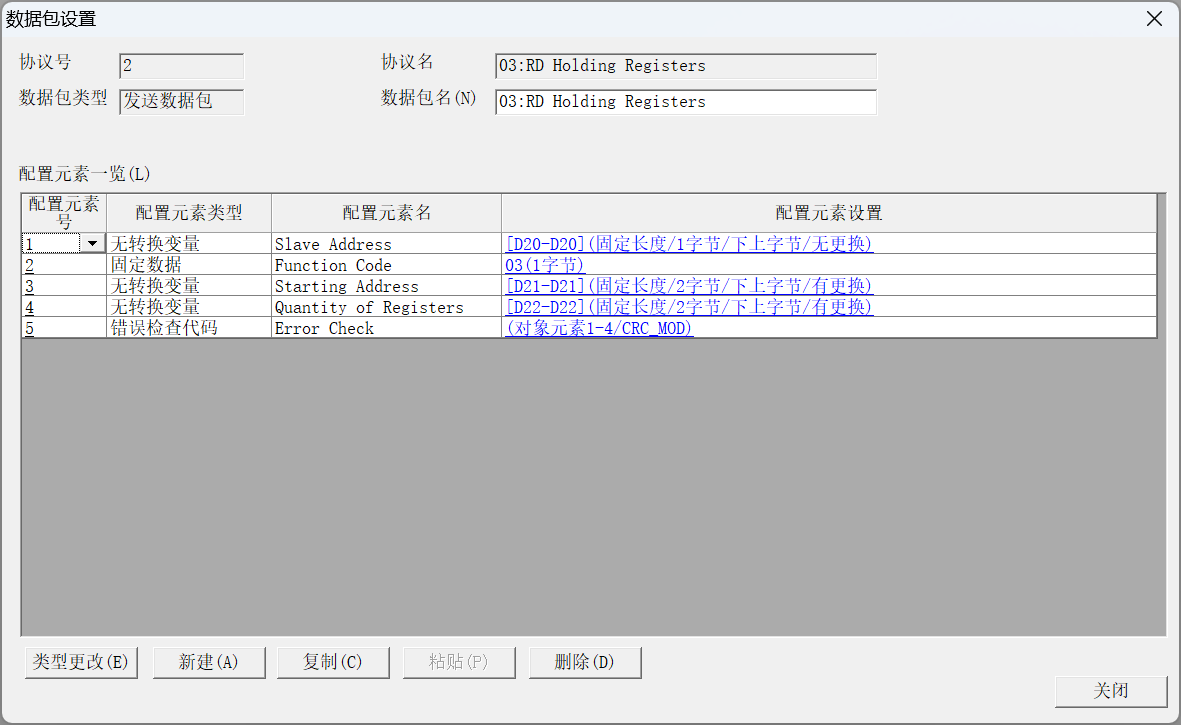 数据包设置
协议号 2 协议名 03:RD Holding Registers
数据包类型 发送数据包 数据包名(N) 03:RD Holding Registers
配置元素一览(L)
配置元素号 配置元素类型 配置元素名 配置元素设置
1 无转换变量 Slave Address [D20-D20](固定长度/1字节/下上字节/无更换)
2 固定数据 Function Code 03(1字节)
3 无转换变量 Starting Address [D21-D21](固定长度/2字节/下上字节/有更换)
4 无转换变量 Quantity of Registers [D22-D22](固定长度/2字节/下上字节/有更换)
5 错误检查代码 Error Check (对象元素1-4/CRC_MOD)
类型更改(E) 新建(A) 复制(C) 粘贴(P) 删除(D)
关闭